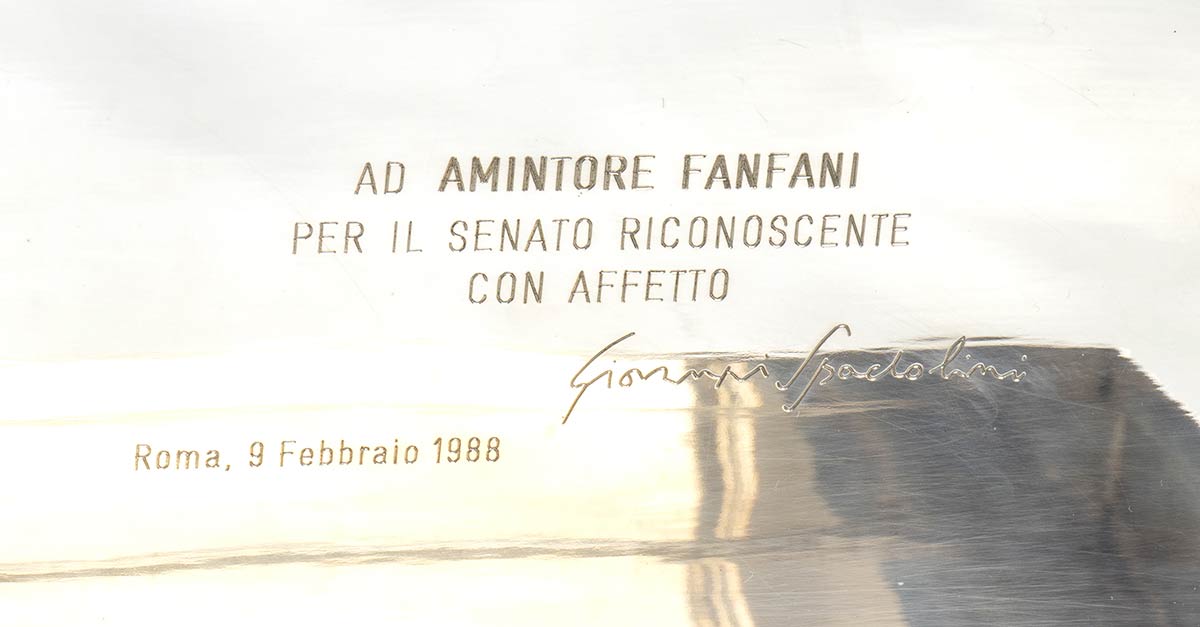 AD AMINTORE FANFANI
PER IL SENATO RICONOSCENTE
CON AFFETTO
Giovanni Spadolini
Roma, 9 Febbraio 1988